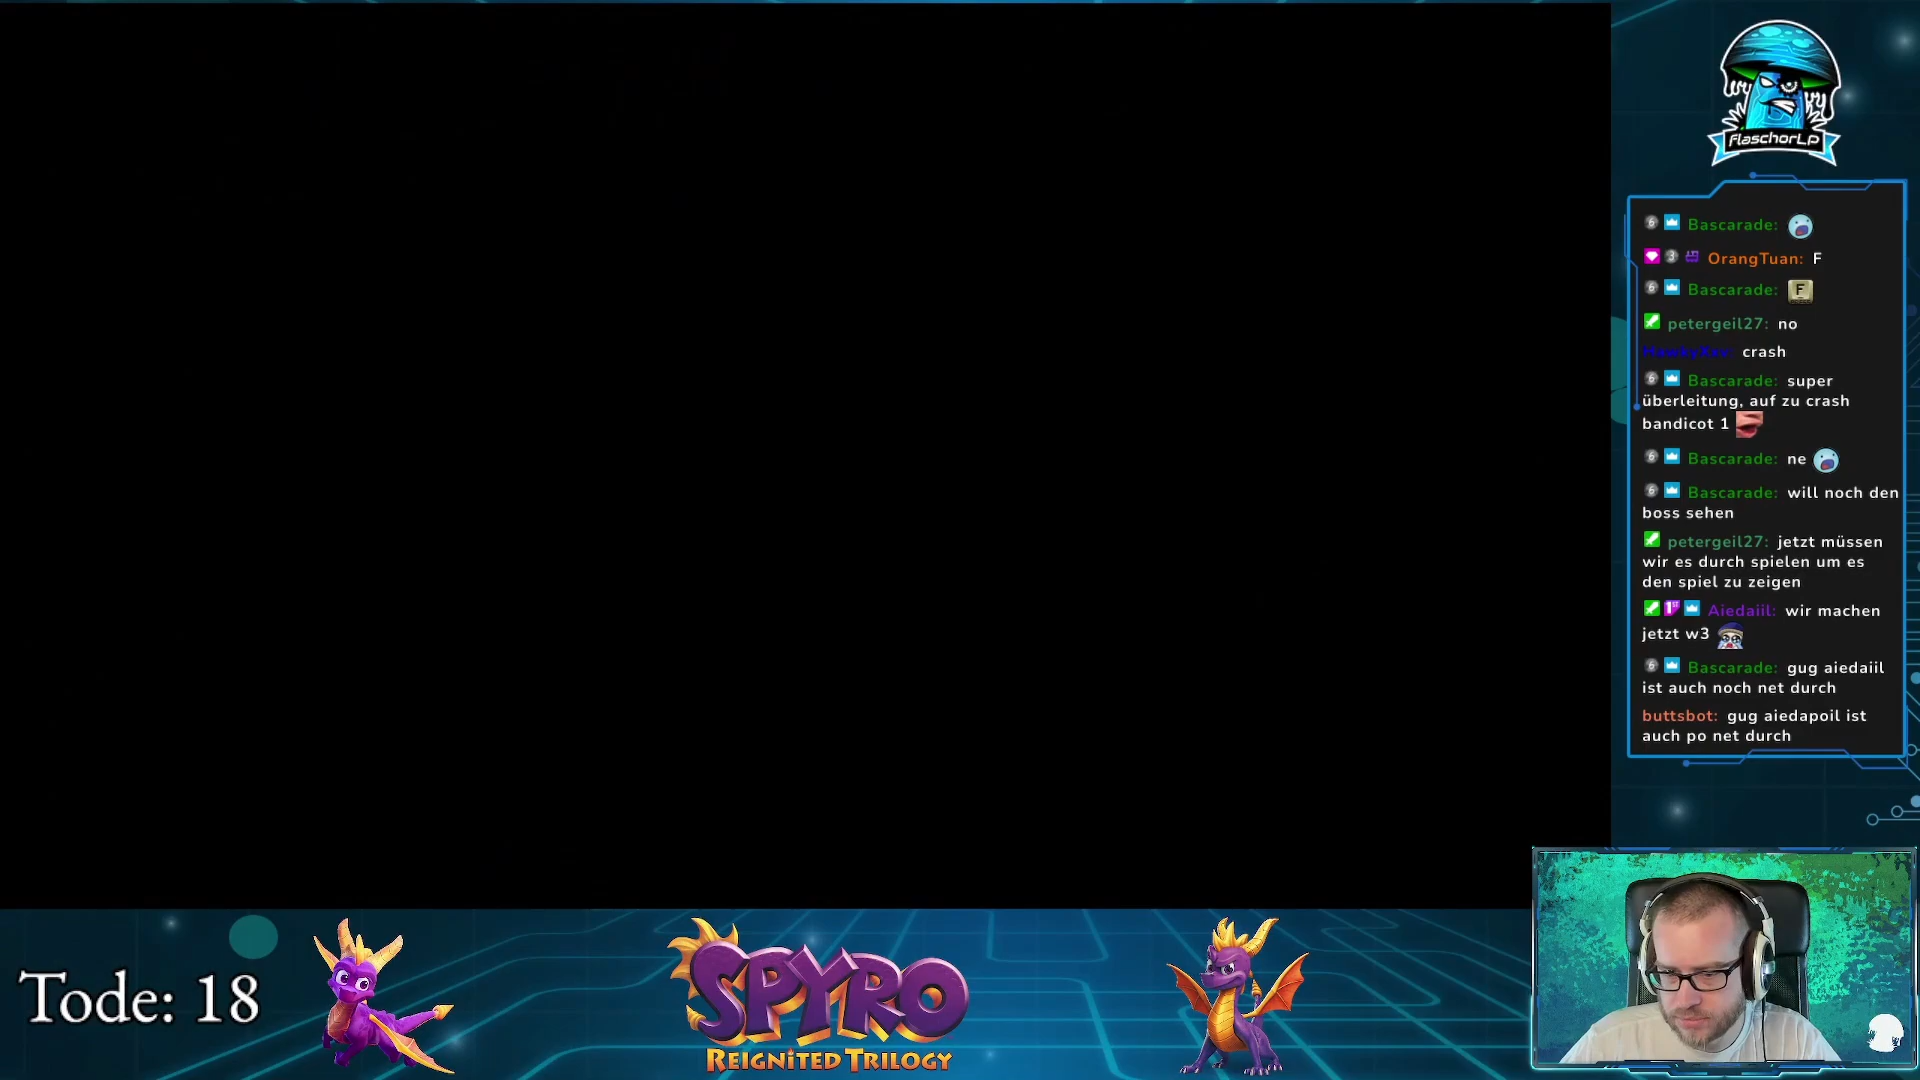 FlaschorLP
Bascarade:
OrangTuan: F
Bascarade: F
petergeil27: no
crash
Bascarade: super
überleitung, auf zu crash
bandicot 1
Bascarade: ne
Bascarade: will noch den
boss sehen
petergeil27: jetzt müssen
wir es durch spielen um es
den spiel zu zeigen
Aiedaiil: wir machen
jetzt w3
Bascarade: gug aiedaiil
ist auch noch net durch
buttsbot: gug aiedapoil ist
auch po net durch
Tode: 18
SPYRO
REIGNITED TRILOGY